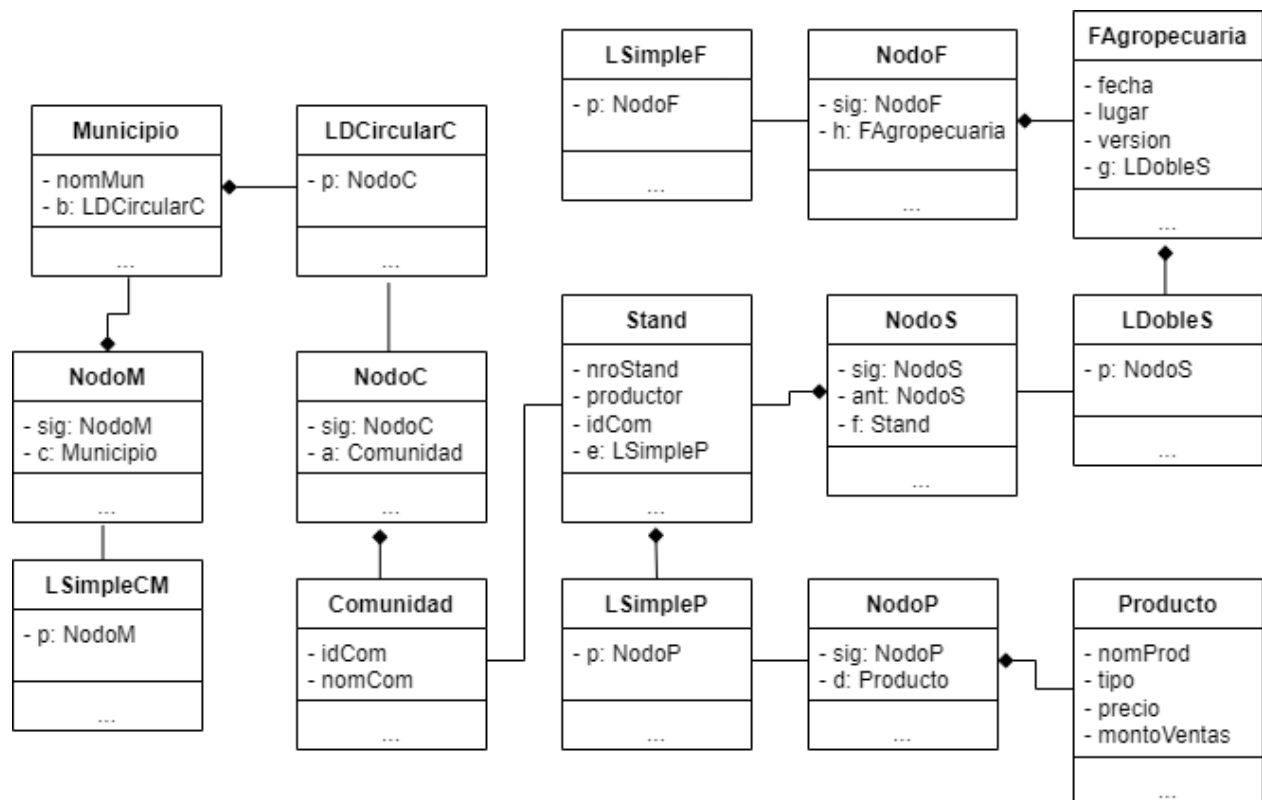 LSimpleF
- p: NodoF
...
NodoF
- sig: NodoF
- h: FAgropecuaria
...
FAgropecuaria
- fecha
- lugar
- version
- g: LDobleS
...
Municipio
- nomMun
- b: LDCircularC
...
LDCircularC
- p: NodoC
...
Stand
- nroStand
- productor
- idCom
- e: LSimpleP
...
NodoS
- sig: NodoS
- ant: NodoS
- f: Stand
...
LDobleS
- p: NodoS
...
NodoM
- sig: NodoM
- c: Municipio
...
NodoC
- sig: NodoC
- a: Comunidad
...
LSimpleCM
- p: NodoM
...
Comunidad
- idCom
- nomCom
...
LSimpleP
- p: NodoP
...
NodoP
- sig: NodoP
- d: Producto
...
Producto
- nomProd
- tipo
- precio
- montoVentas
...